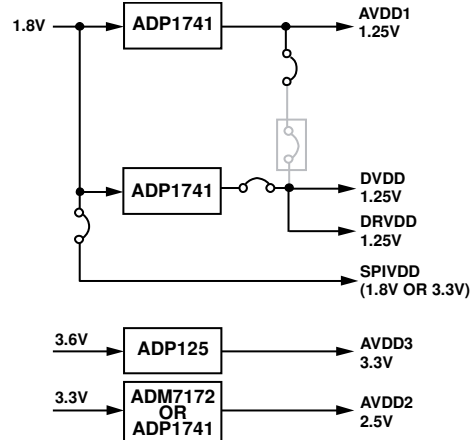 1.8V
ADP1741
AVDD1
1.25V
ADP1741
DVDD
1.25V
DRVDD
1.25V
SPIVDD
(1.8V OR 3.3V)
3.6V
ADP125
AVDD3
3.3V
3.3V
ADM7172
OR
ADP1741
AVDD2
2.5V